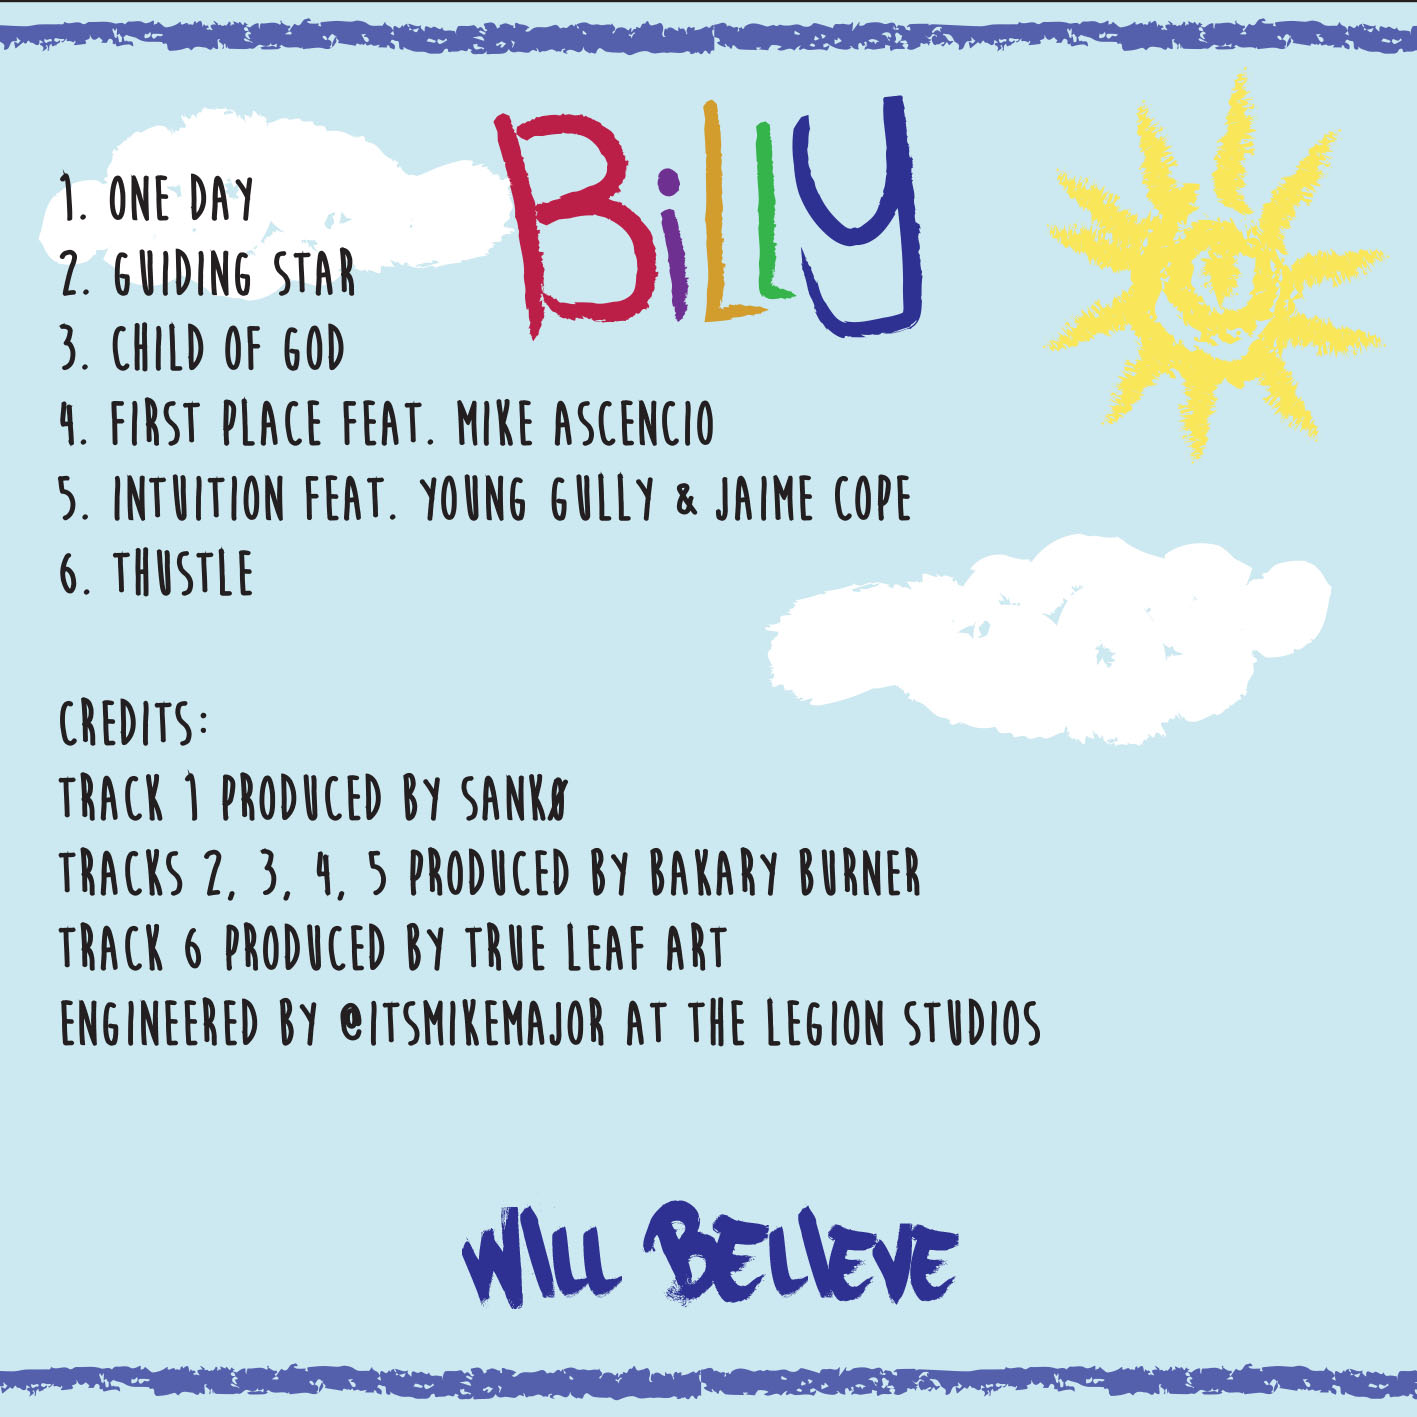 BiLLY
1. ONE DAY
2. GUIDING STAR
3. CHILD OF GOD
4. FIRST PLACE FEAT. MIKE ASCENCIO
5. INTUITION FEAT. YOUNG GULLY & JAIME COPE
6. THUSTLE
CREDITS:
TRACK 1 PRODUCED BY SANKØ
TRACKS 2, 3, 4, 5 PRODUCED BY BAKARY BURNER
TRACK 6 PRODUCED BY TRUE LEAF ART
ENGINEERED BY @ITSMIKEMAJOR AT THE LEGION STUDIOS
WILL BELIEVE